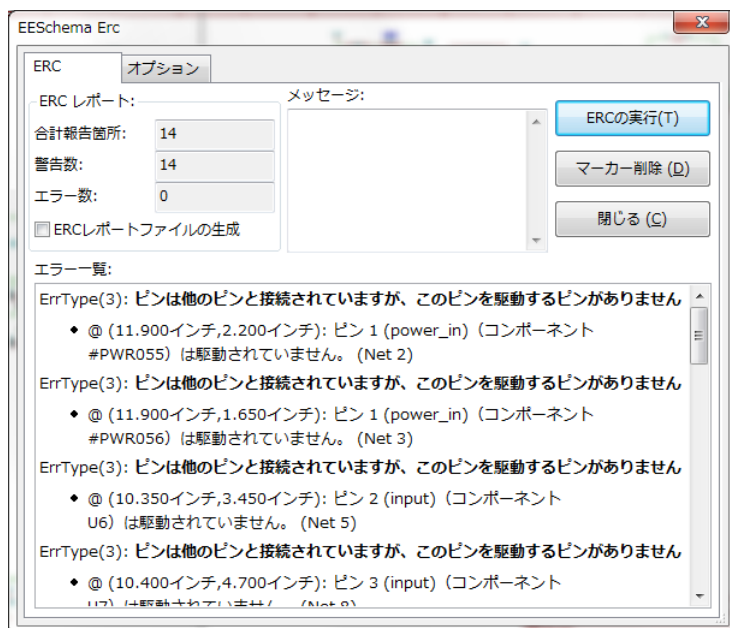 EESchema Erc
ERC
オプション
ERC レポート:
合計報告箇所:
14
警告数:
14
エラー数:
0
ERCレポートファイルの生成
メッセージ:
ERCの実行(T)
マーカー削除 (D)
閉じる (C)
エラー一覧:
ErrType(3): ピンは他のピンと接続されていますが、このピンを駆動するピンがありません
@ (11.900インチ,2.200インチ): ピン 1 (power_in)（コンポーネント
#PWR055）は駆動されていません。 (Net 2)
ErrType(3): ピンは他のピンと接続されていますが、このピンを駆動するピンがありません
@ (11.900インチ,1.650インチ): ピン 1 (power_in)（コンポーネント
#PWR056）は駆動されていません。 (Net 3)
ErrType(3): ピンは他のピンと接続されていますが、このピンを駆動するピンがありません
@ (10.350インチ,3.450インチ): ピン 2 (input)（コンポーネント
U6）は駆動されていません。 (Net 5)
ErrType(3): ピンは他のピンと接続されていますが、このピンを駆動するピンがありません
@ (10.400インチ,4.700インチ): ピン 3 (input)（コンポーネント
U7）は駆動されていません。 (Net 8)